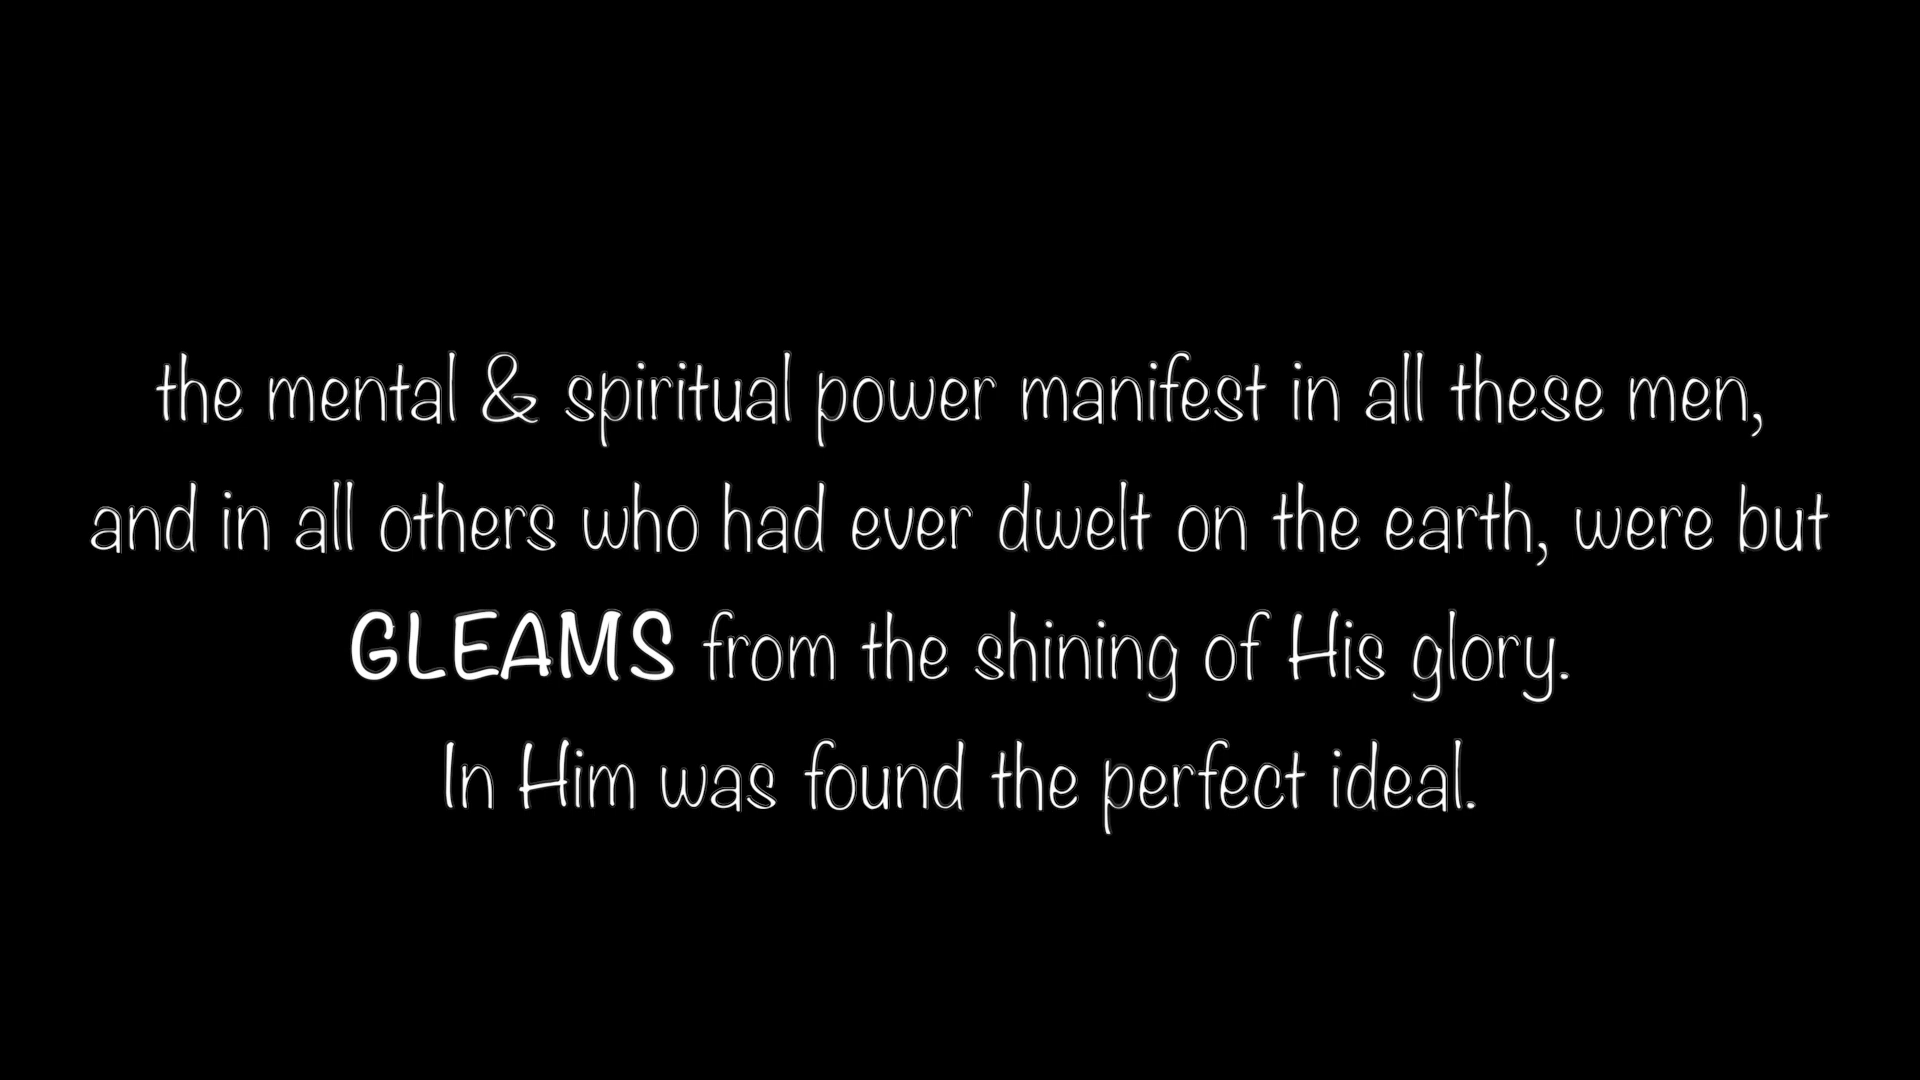 the mental & spiritual power manifest in all these men,
and in all others who had ever dwelt on the earth, were but
GLEAMS from the shining of His glory.
In Him was found the perfect ideal.